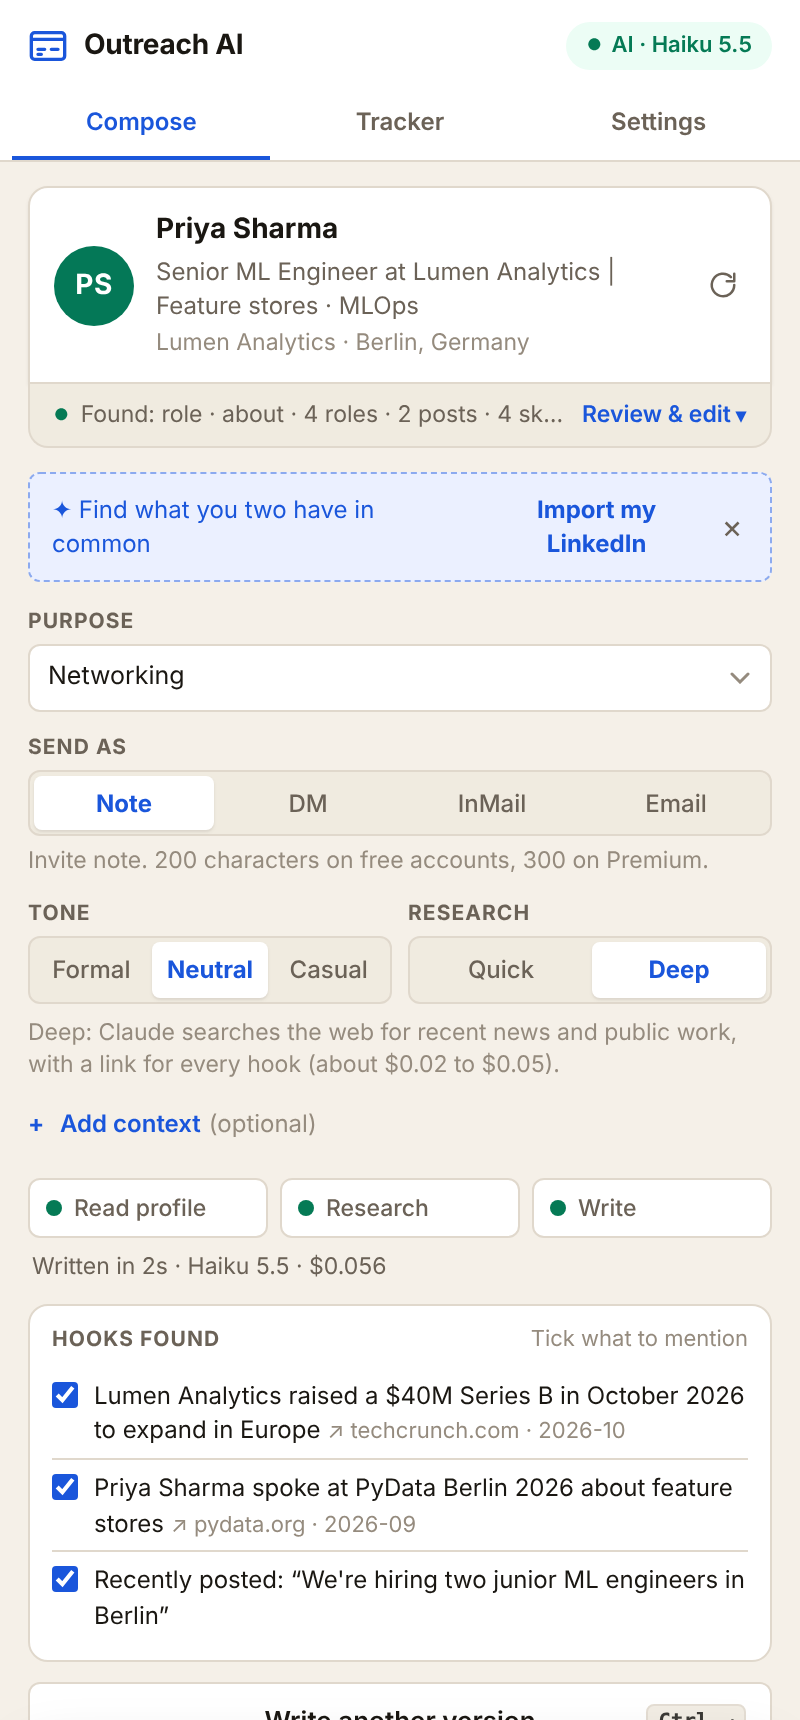 Outreach AI
AI · Haiku 5.5
Compose
Tracker
Settings
PS
Priya Sharma
Senior ML Engineer at Lumen Analytics |
Feature stores · MLOps
Lumen Analytics · Berlin, Germany
Found: role · about · 4 roles · 2 posts · 4 sk...
Review & edit ▾
✦ Find what you two have in
common
Import my
LinkedIn
✕
PURPOSE
Networking
SEND AS
Note
DM
InMail
Email
Invite note. 200 characters on free accounts, 300 on Premium.
TONE
RESEARCH
Formal
Neutral
Casual
Quick
Deep
Deep: Claude searches the web for recent news and public work,
with a link for every hook (about $0.02 to $0.05).
+ Add context (optional)
Read profile
Research
Write
Written in 2s · Haiku 5.5 · $0.056
HOOKS FOUND
Tick what to mention
Lumen Analytics raised a $40M Series B in October 2026
to expand in Europe ↗ techcrunch.com · 2026-10
Priya Sharma spoke at PyData Berlin 2026 about feature
stores ↗ pydata.org · 2026-09
Recently posted: “We're hiring two junior ML engineers in
Berlin”
Write another version